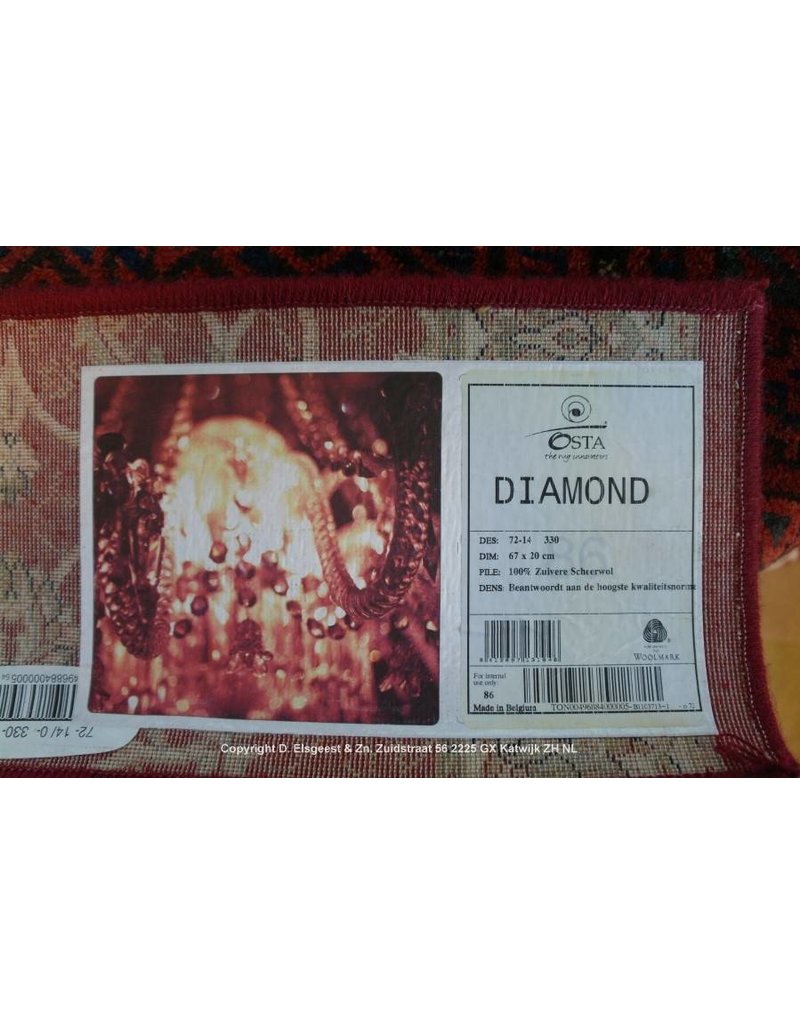 OSTA
the rug innovators
DIAMOND
DES: 72-14 330
DIM: 67 x 20 cm
PILE: 100% Zuivere Scheerwol
DENS: Beantwoordt aan de hoogste kwaliteitsnorme
WOOLMARK
For internal
use only:
86
Made in Belgium
72- 14/ 0- 330-
Copyright D. Elsgeest & Zn, Zuidstraat 56 2225 GX Katwijk ZH NL